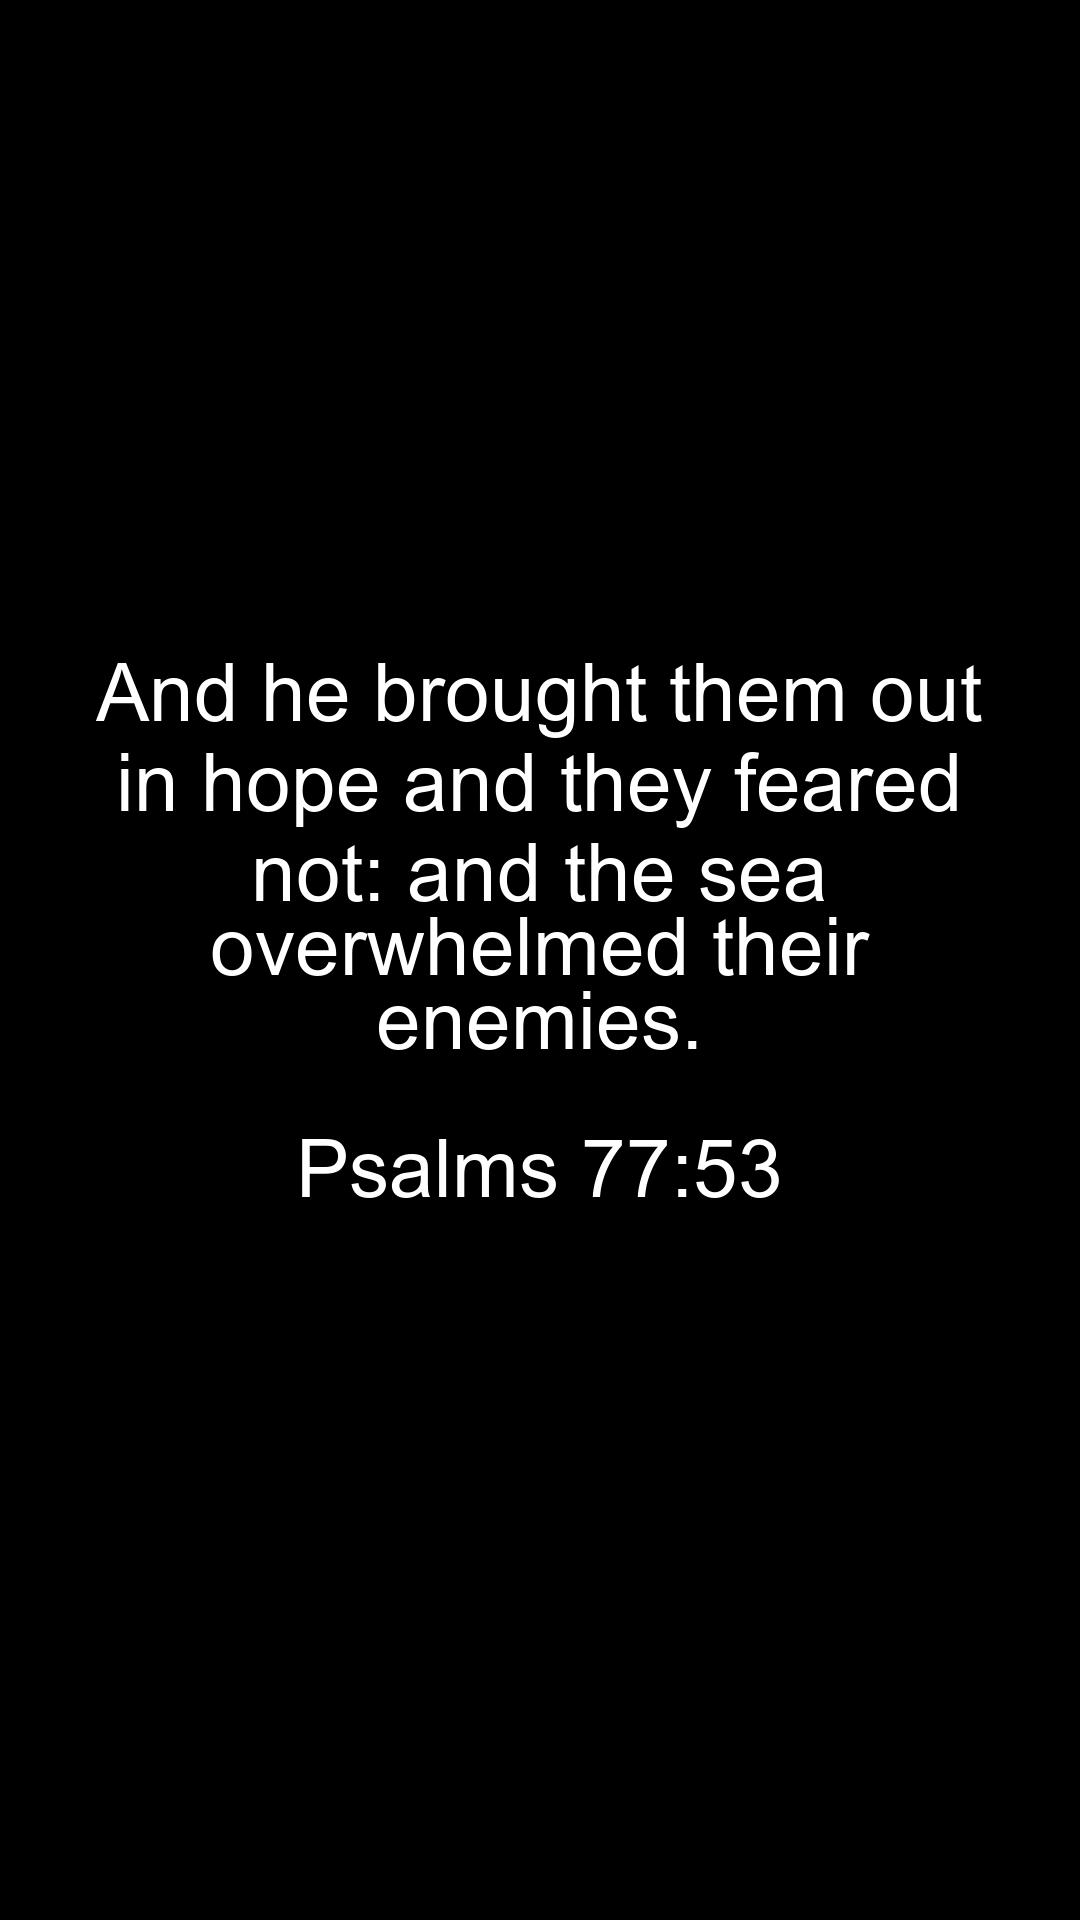 And he brought them out
in hope and they feared
not: and the sea
overwhelmed their
enemies.
Psalms 77:53